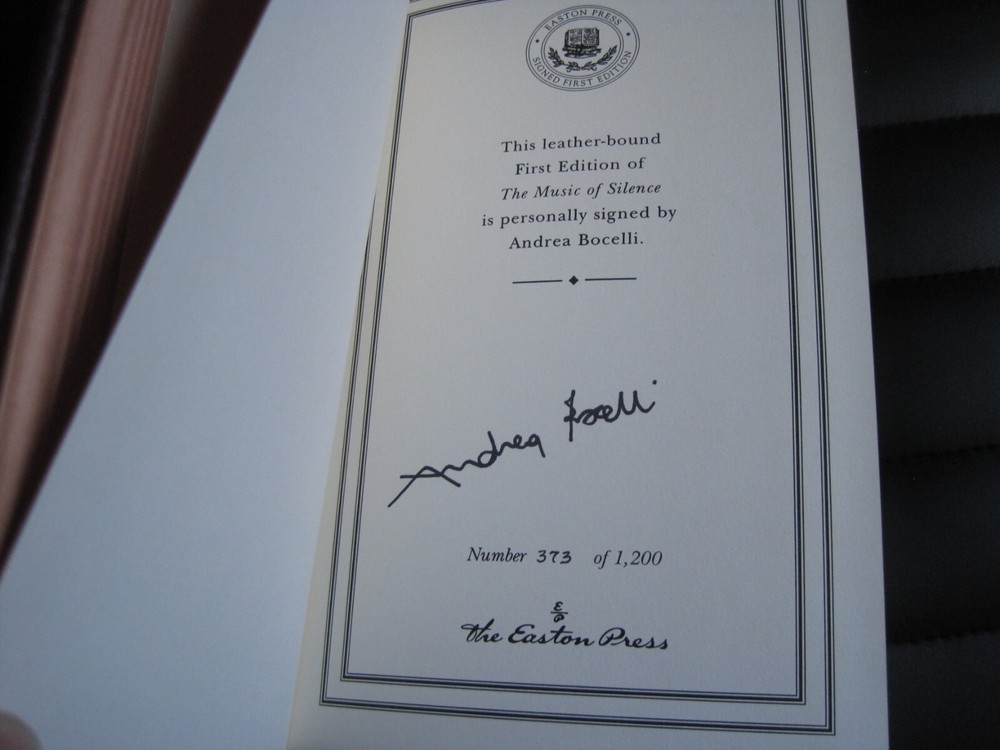 EASTON PRESS
SIGNED FIRST EDITION
This leather-bound
First Edition of
The Music of Silence
is personally signed by
Andrea Bocelli.
Andrea Bocelli
Number 373 of 1,200
E/P
The Easton Press